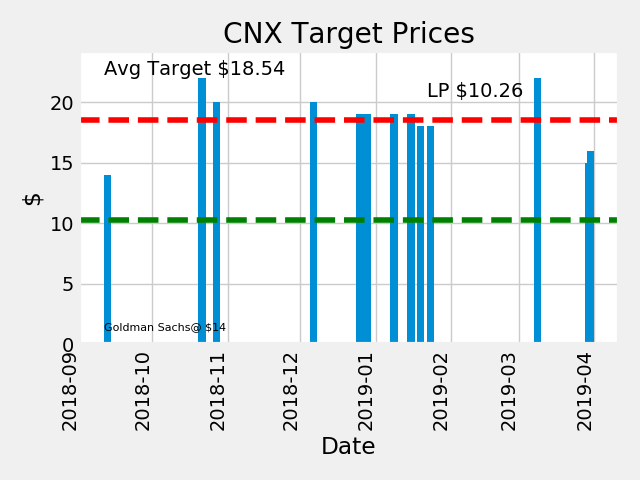 CNX Target Prices
Avg Target $18.54
LP $10.26
20
15
10
5
0
$
Goldman Sachs@ $14
2018-09
2018-10
2018-11
2018-12
2019-01
2019-02
2019-03
2019-04
Date